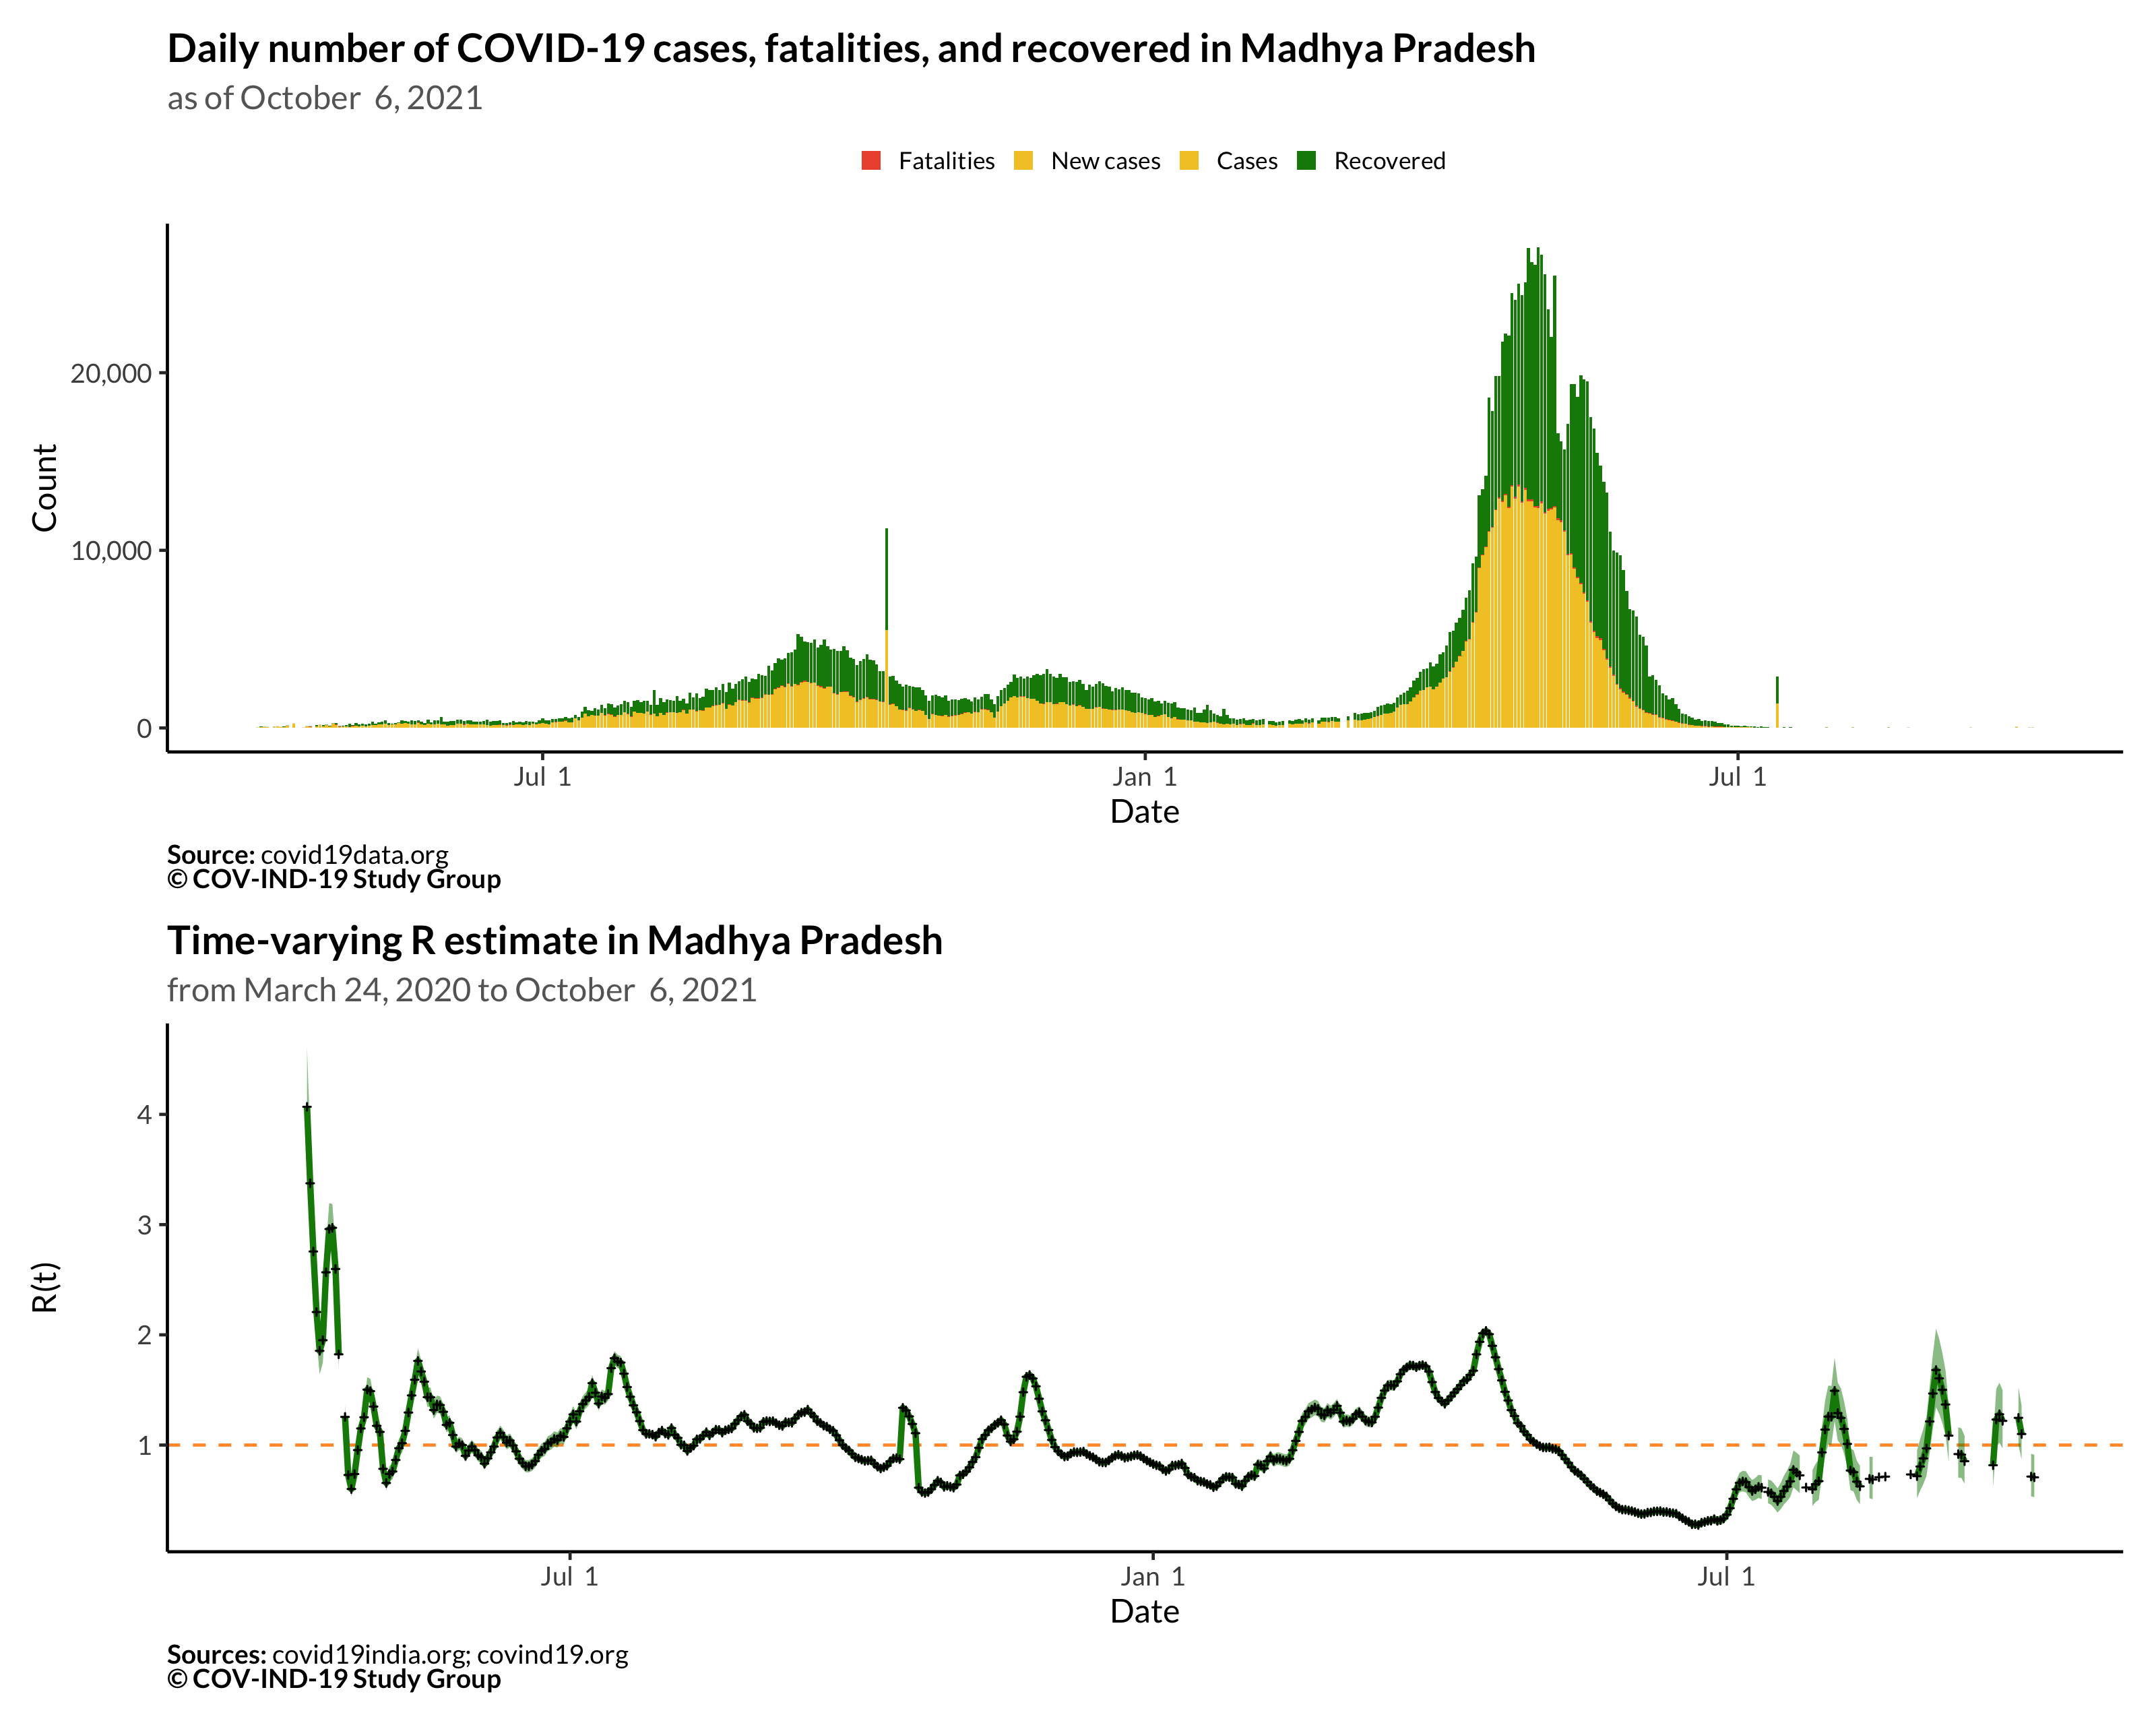 Daily number of COVID-19 cases, fatalities, and recovered in Madhya Pradesh
as of October 6, 2021
Fatalities New cases Cases Recovered
Count
20,000
10,000
0
Jul 1 Jan 1 Jul 1
Date
Source: covid19data.org
© COV-IND-19 Study Group
Time-varying R estimate in Madhya Pradesh
from March 24, 2020 to October 6, 2021
R(t)
4
3
2
1
Jul 1 Jan 1 Jul 1
Date
Sources: covid19india.org; covind19.org
© COV-IND-19 Study Group